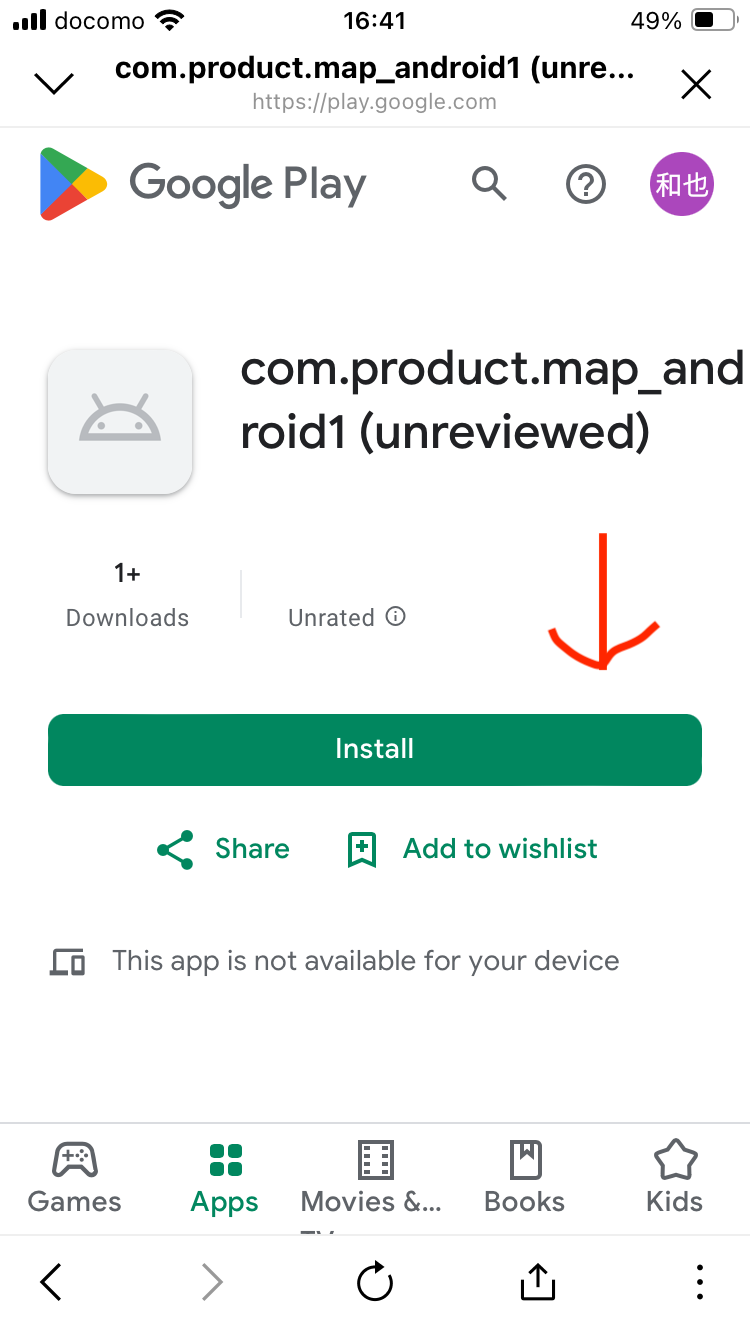 docomo 16:41 49%
com.product.map_android1 (unre...
https://play.google.com
Google Play 和也
com.product.map_and
roid1 (unreviewed)
1+
Downloads Unrated
Install
Share Add to wishlist
This app is not available for your device
Games Apps Movies &... Books Kids